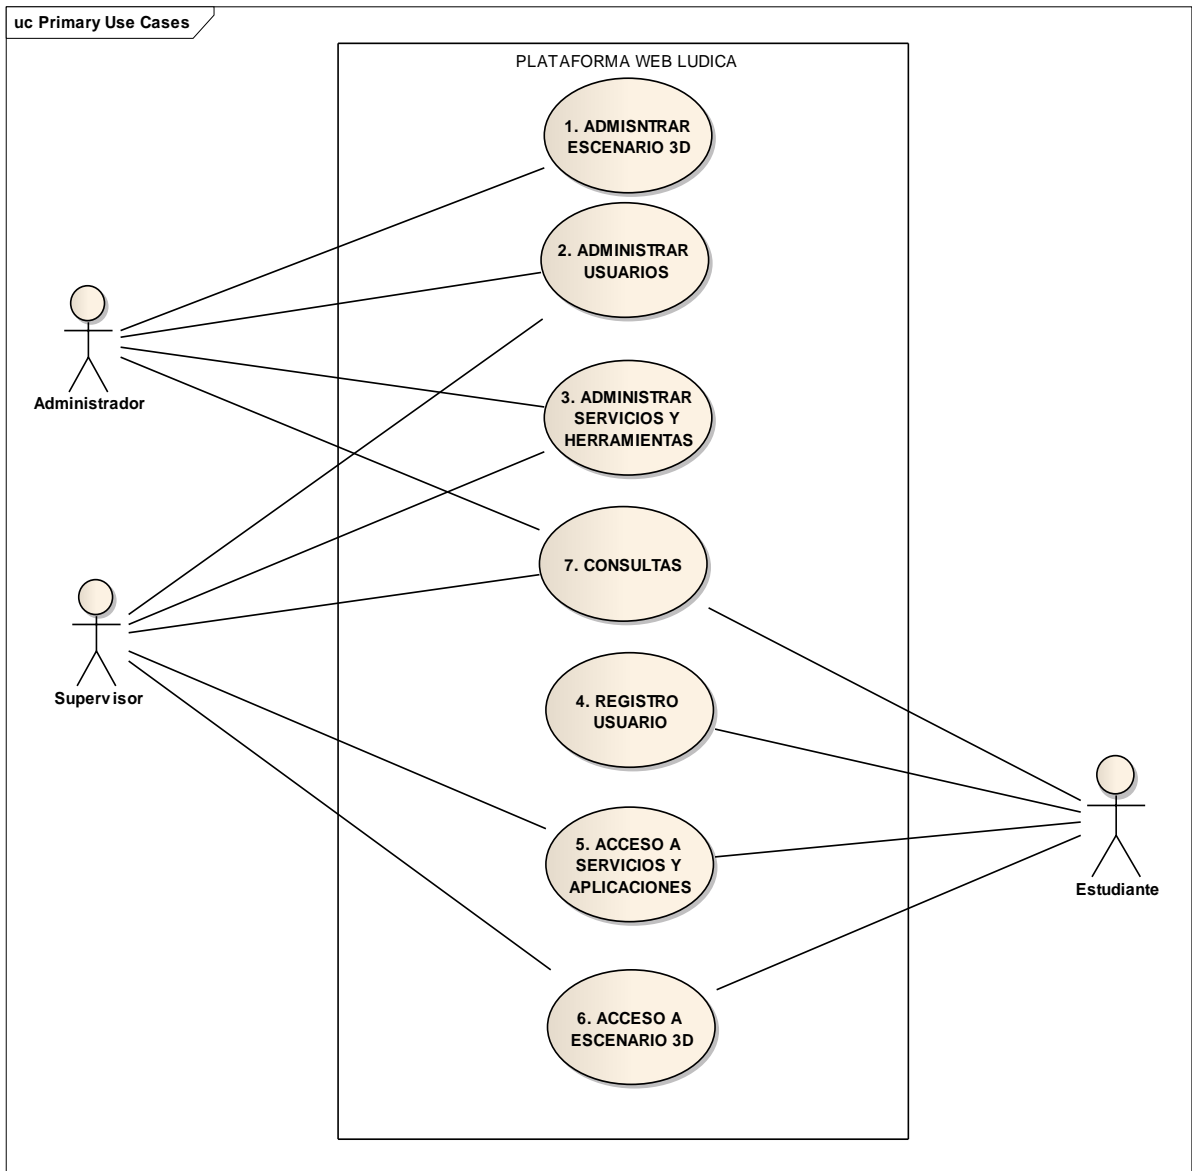 uc Primary Use Cases
PLATAFORMA WEB LUDICA
1. ADMISNTRAR
ESCENARIO 3D
2. ADMINISTRAR
USUARIOS
Administrador
3. ADMINISTRAR
SERVICIOS Y
HERRAMIENTAS
7. CONSULTAS
Supervisor
4. REGISTRO
USUARIO
5. ACCESO A
SERVICIOS Y
APLICACIONES
Estudiante
6. ACCESO A
ESCENARIO 3D